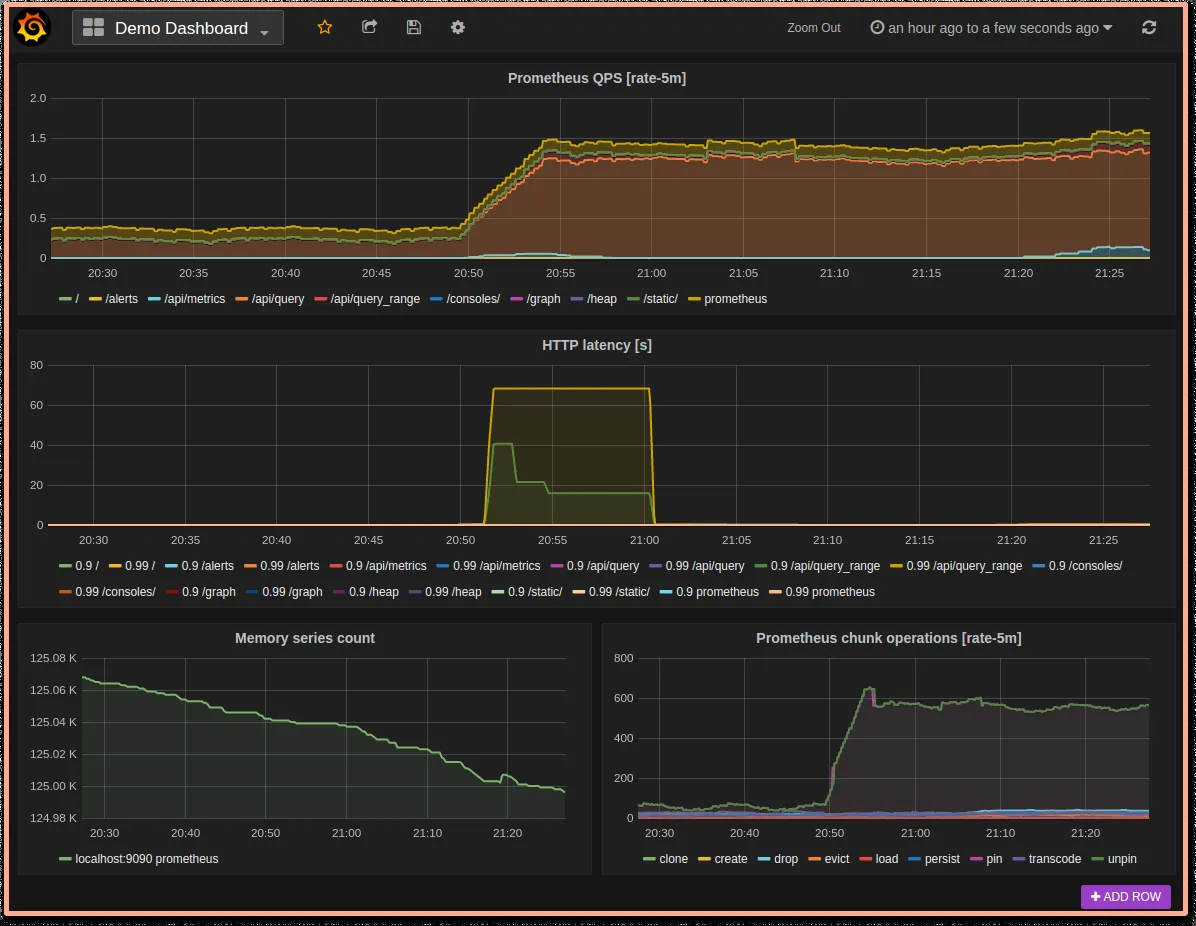 Demo Dashboard Zoom Out an hour ago to a few seconds ago
Prometheus QPS [rate-5m]
2.0
1.5
1.0
0.5
0
20:30 20:35 20:40 20:45 20:50 20:55 21:00 21:05 21:10 21:15 21:20 21:25
/ /alerts /api/metrics /api/query /api/query_range /consoles/ /graph /heap /static/ prometheus
HTTP latency [s]
80
60
40
20
0
20:30 20:35 20:40 20:45 20:50 20:55 21:00 21:05 21:10 21:15 21:20 21:25
0.9 / 0.99 / 0.9 /alerts 0.99 /alerts 0.9 /api/metrics 0.99 /api/metrics 0.9 /api/query 0.99 /api/query 0.9 /api/query_range 0.99 /api/query_range 0.9 /consoles/
0.99 /consoles/ 0.9 /graph 0.99 /graph 0.9 /heap 0.99 /heap 0.9 /static/ 0.99 /static/ 0.9 prometheus 0.99 prometheus
Memory series count
125.08 K
125.06 K
125.04 K
125.02 K
125.00 K
124.98 K
20:30 20:40 20:50 21:00 21:10 21:20
localhost:9090 prometheus
Prometheus chunk operations [rate-5m]
800
600
400
200
0
20:30 20:40 20:50 21:00 21:10 21:20
clone create drop evict load persist pin transcode unpin
+ ADD ROW